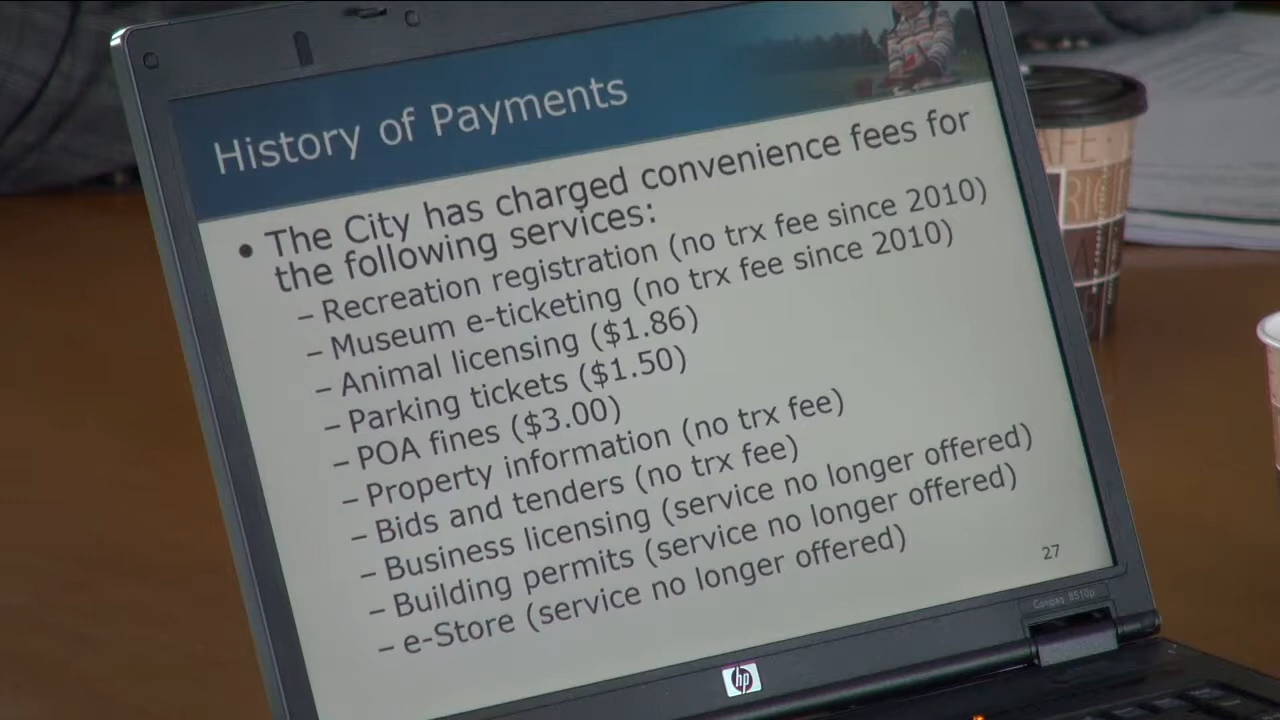 History of Payments
• The City has charged convenience fees for
the following services:
– Recreation registration (no trx fee since 2010)
– Museum e-ticketing (no trx fee since 2010)
– Animal licensing ($1.86)
– Parking tickets ($1.50)
– POA fines ($3.00)
– Property information (no trx fee)
– Bids and tenders (no trx fee)
– Business licensing (service no longer offered)
– Building permits (service no longer offered)
– e-Store (service no longer offered)
27
Compaq 8510p
hp